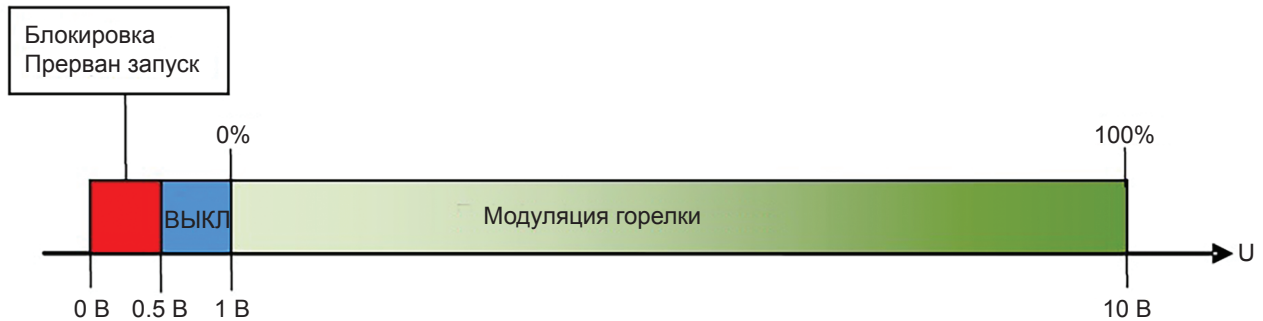 Блокировка
Прерван запуск
0%
100%
ВЫКЛ
Модуляция горелки
U
0 В
0.5 В
1 В
10 В